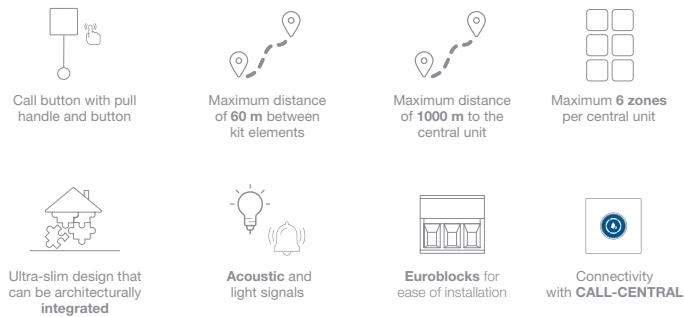 Call button with pull
handle and button
Maximum distance
of 60 m between
kit elements
Maximum distance
of 1000 m to the
central unit
Maximum 6 zones
per central unit
Ultra-slim design that
can be architecturally
integrated
Acoustic and
light signals
Euroblocks for
ease of installation
Connectivity
with CALL-CENTRAL